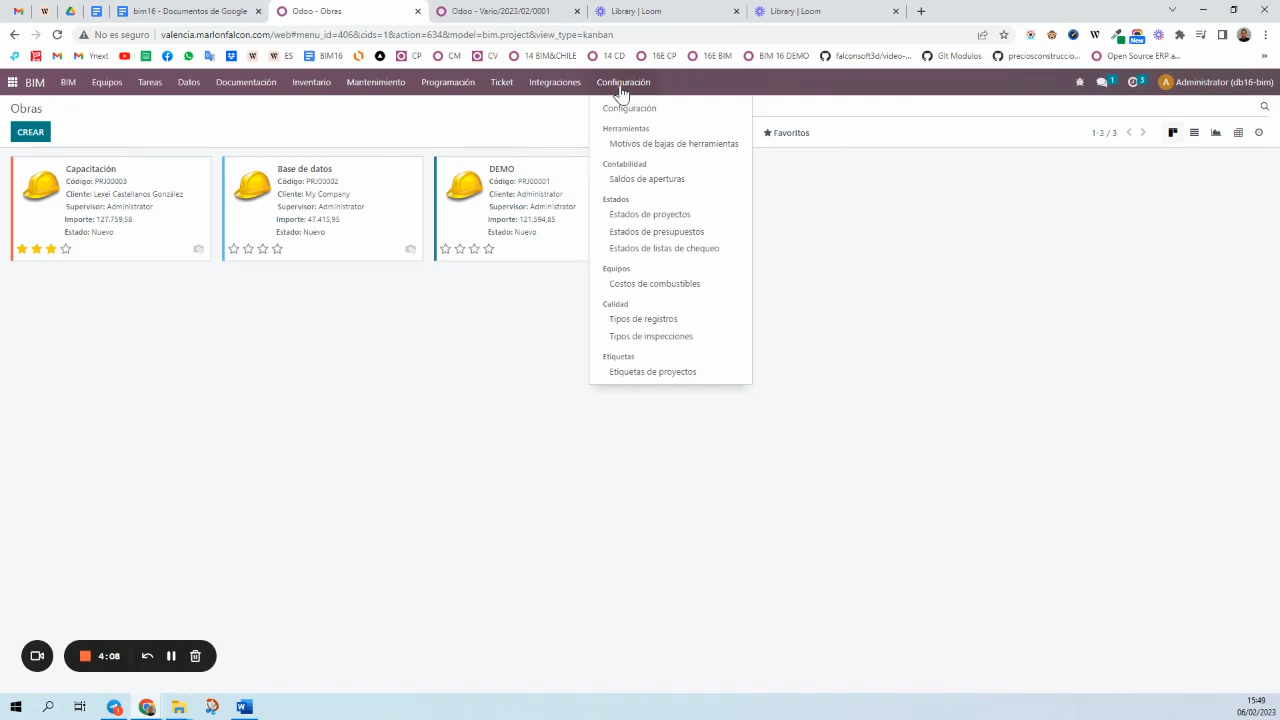 bim16 - Documentos de Google
Odoo - Obras
Odoo - Vario/2023/02/0001
Library | Loom
Library | Loom
No es seguro
valencia.marlonfalcon.com/web#menu_id=406&cids=1&action=634&model=bim.project&view_type=kanban
New
M Ynext
ES
BIM16
CP
CM
CV
14 BIM&CHILE
14 CD
16E CP
16E BIM
BIM 16 DEMO
falconsoft3d/video-...
GIt Modulos
preciosconstruccio...
Open Source ERP a...
BIM
BIM
Equipos
Tareas
Datos
Documentación
Inventario
Mantenimiento
Programación
Ticket
Integraciones
Configuración
1
3
A
Administrator (db16-bim)
Obras
CREAR
Favoritos
1-3 / 3
Capacitación
Código: PRJ00003
Cliente: Lexel Castellanos González
Supervisor: Administrator
Importe: 127.759,58
Estado: Nuevo
Base de datos
Código: PRJ00002
Cliente: My Company
Supervisor: Administrator
Importe: 47.415,95
Estado: Nuevo
DEMO
Código: PRJ00001
Cliente: Administrator
Supervisor: Administrator
Importe: 121.594,85
Estado: Nuevo
Configuración
Herramientas
Motivos de bajas de herramientas
Contabilidad
Saldos de aperturas
Estados
Estados de proyectos
Estados de presupuestos
Estados de listas de chequeo
Equipos
Costos de combustibles
Calidad
Tipos de registros
Tipos de inspecciones
Etiquetas
Etiquetas de proyectos
4:08
15:49
06/02/2023